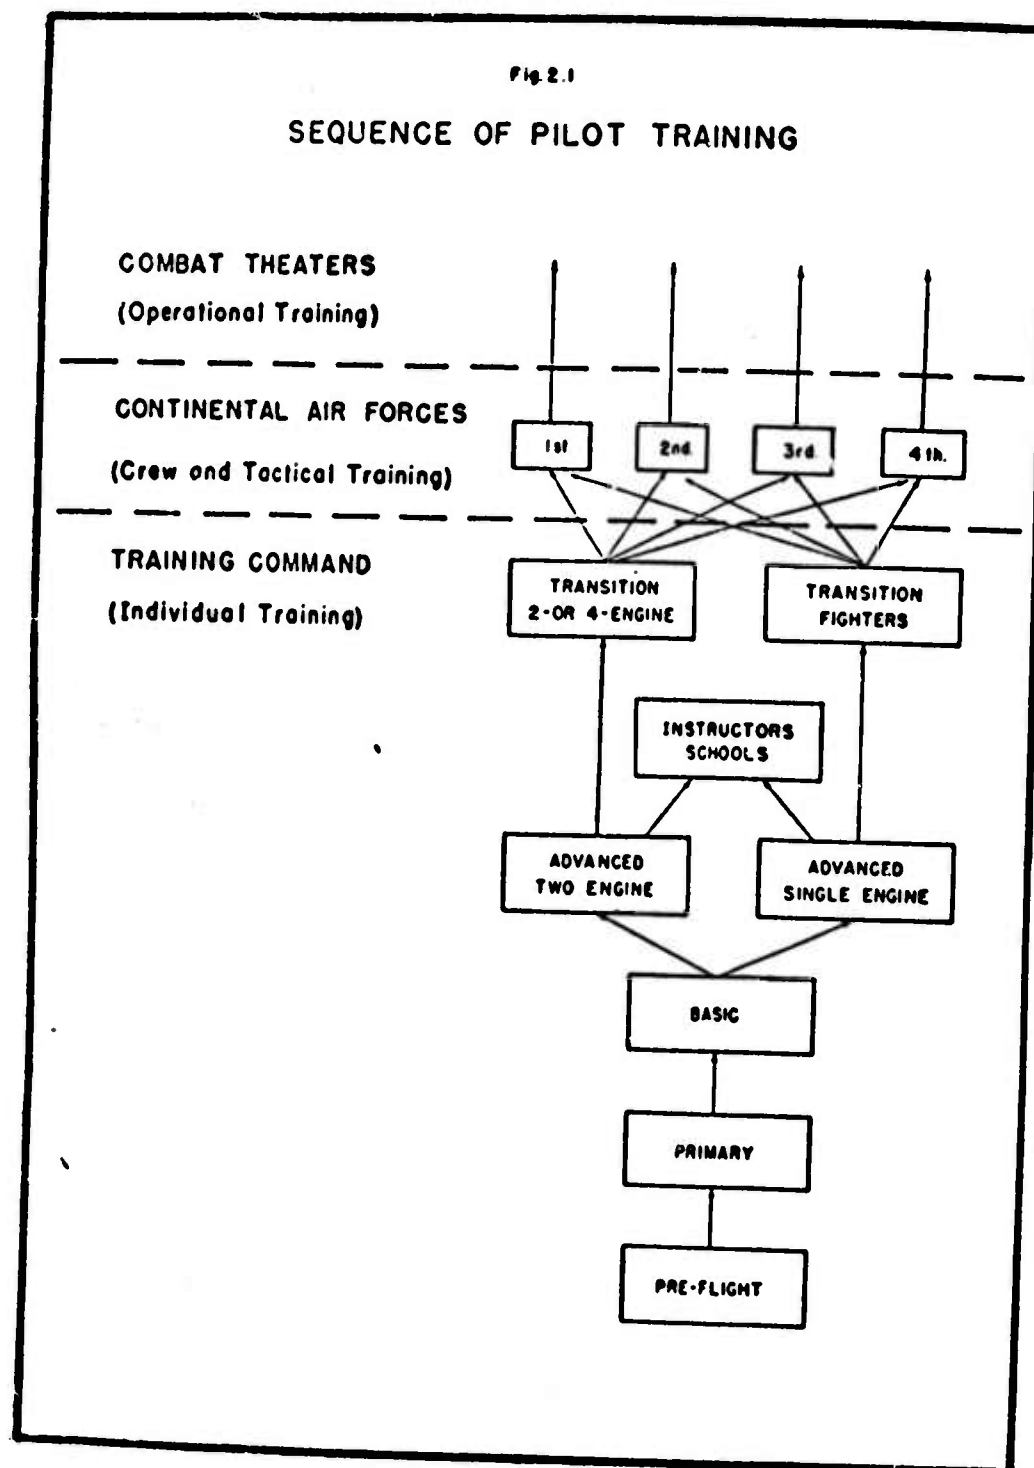 Fig. 2.1
SEQUENCE OF PILOT TRAINING
COMBAT THEATERS
(Operational Training)
CONTINENTAL AIR FORCES
(Crew and Tactical Training)
1st
2nd.
3rd.
4th.
TRAINING COMMAND
(Individual Training)
TRANSITION
2-OR 4-ENGINE
TRANSITION
FIGHTERS
INSTRUCTORS
SCHOOLS
ADVANCED
TWO ENGINE
ADVANCED
SINGLE ENGINE
BASIC
PRIMARY
PRE-FLIGHT